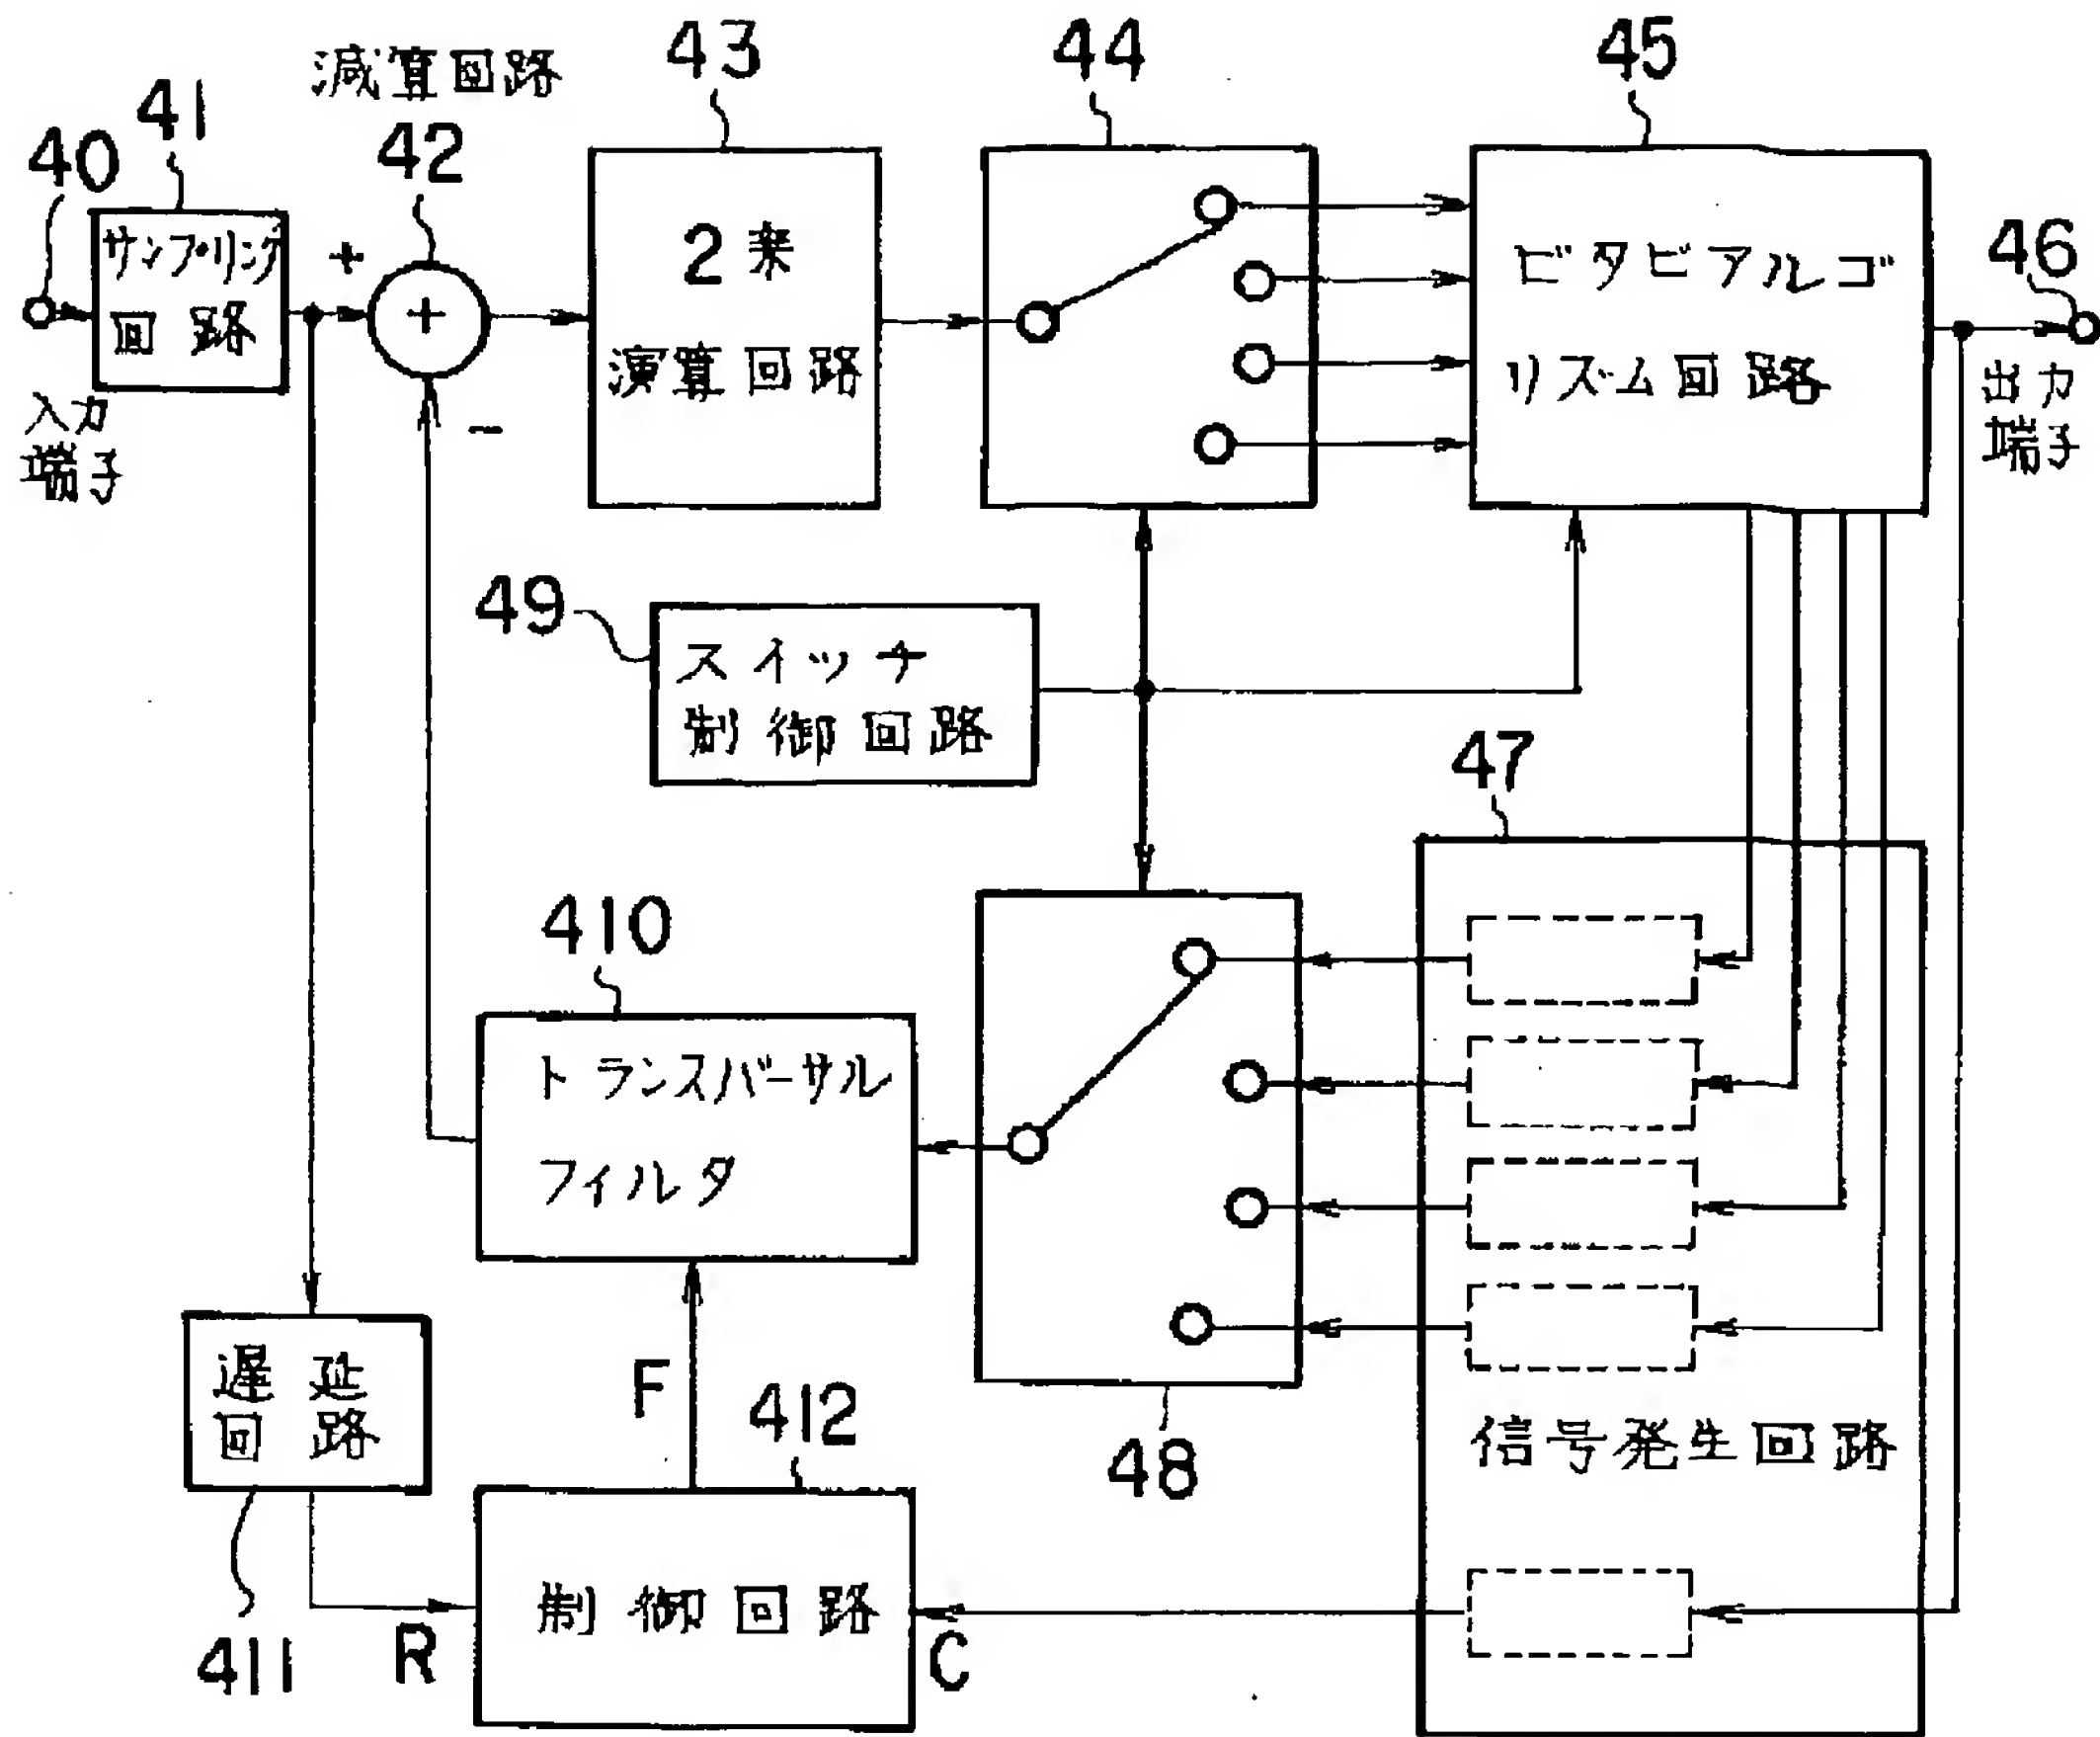 40
入力
端子
41
サンプリング
回路
減算回路
42
+
+
-
43
2乗
演算回路
44
45
ビタビアルゴ
リズム回路
46
出力
端子
49
スイッチ
制御回路
47
410
トランスバーサル
フィルタ
48
信号発生回路
遅延
回路
411
F
412
制御回路
R
C